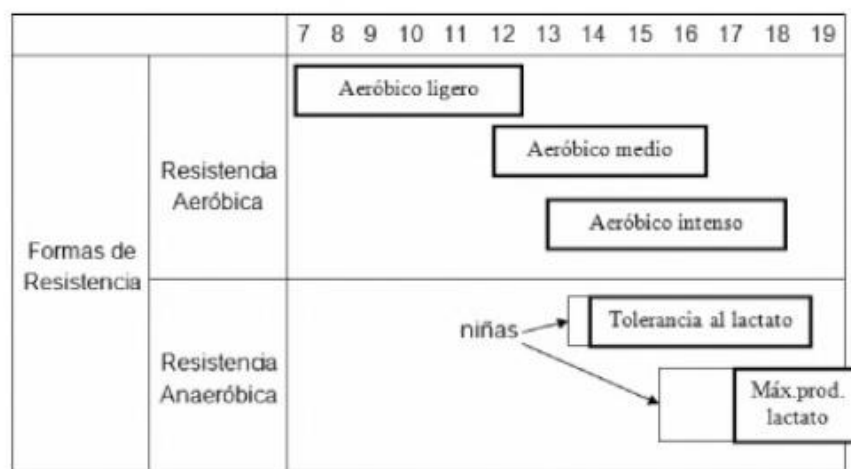 7 8 9 10 11 12 13 14 15 16 17 18 19
Formas de
Resistencia
Resistencia
Aeróbica
Aeróbico ligero
Aeróbico medio
Aeróbico intenso
Resistencia
Anaeróbica
niñas
Tolerancia al lactato
Máx.prod.
lactato